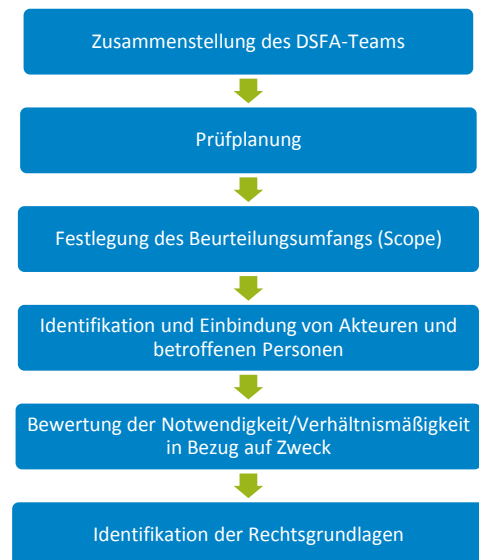 Zusammenstellung des DSFA-Teams
Prüfplanung
Festlegung des Beurteilungsumfangs (Scope)
Identifikation und Einbindung von Akteuren und
betroffenen Personen
Bewertung der Notwendigkeit/Verhältnismäßigkeit
in Bezug auf Zweck
Identifikation der Rechtsgrundlagen